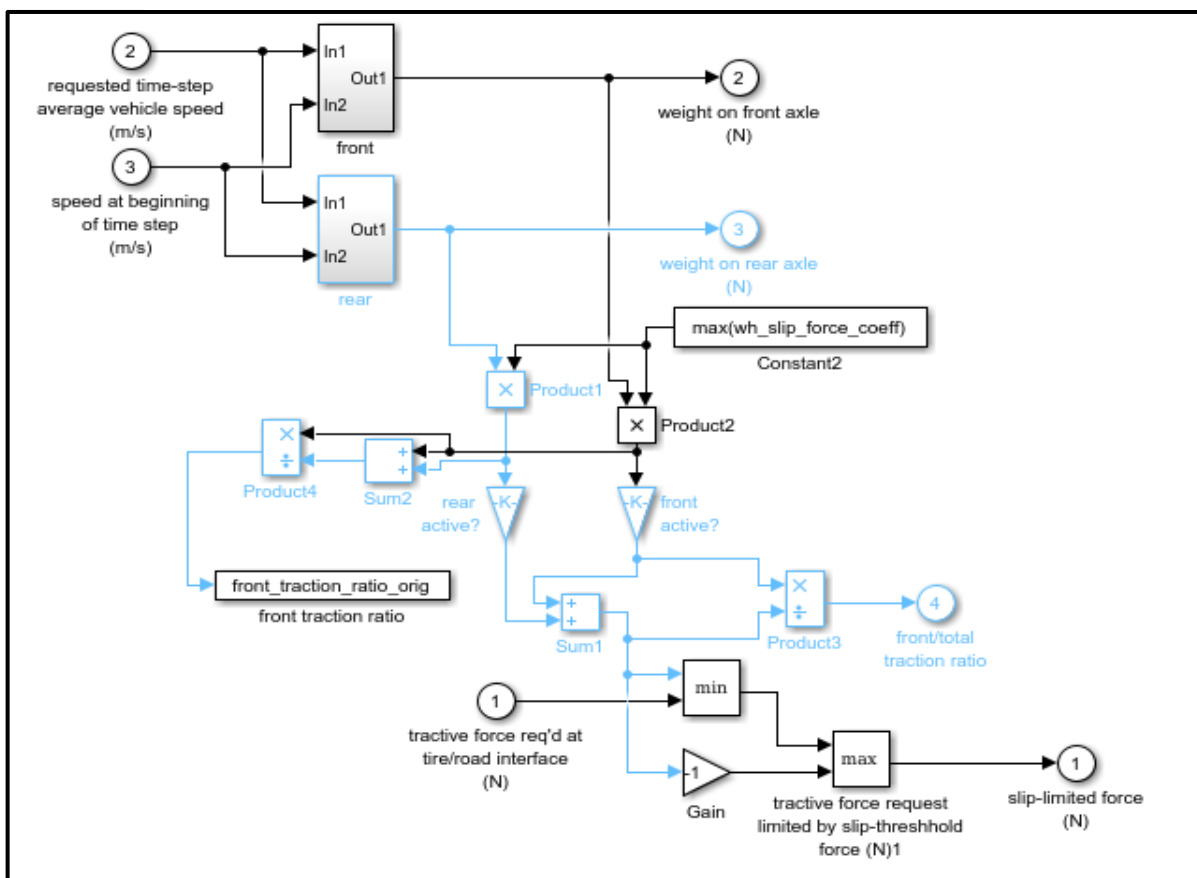 2
requested time-step
average vehicle speed
(m/s)
3
speed at beginning
of time step
(m/s)
In1
Out1
In2
front
2
weight on front axle
(N)
In1
Out1
In2
rear
3
weight on rear axle
(N)
max(wh_slip_force_coeff)
Constant2
×
Product1
×
Product2
×
÷
Product4
+
+
Sum2
-K-
rear
active?
-K-
front
active?
front_traction_ratio_orig
front traction ratio
+
+
Sum1
×
÷
Product3
4
front/total
traction ratio
1
tractive force req'd at
tire/road interface
(N)
min
-1
Gain
max
tractive force request
limited by slip-threshhold
force (N)1
1
slip-limited force
(N)